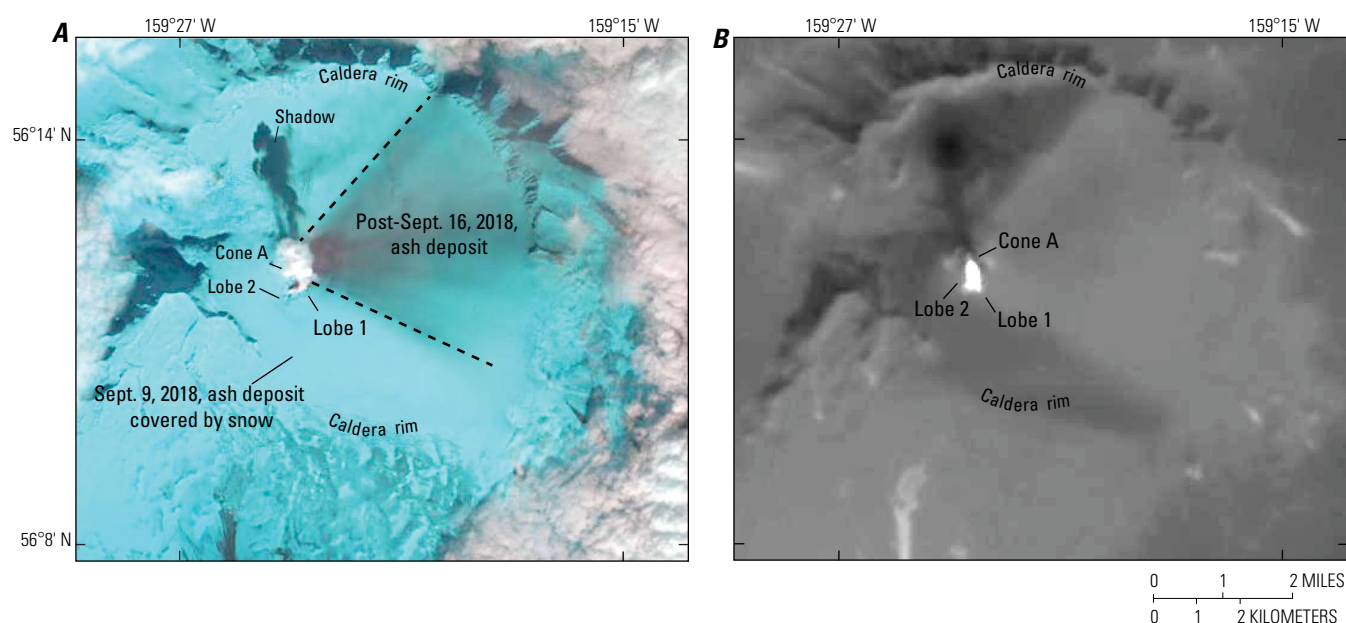 A
159°27' W
159°15' W
56°14' N
56°8' N
Caldera rim
Shadow
Post-Sept. 16, 2018,
ash deposit
Cone A
Lobe 2
Lobe 1
Sept. 9, 2018, ash deposit
covered by snow
Caldera rim
B
159°27' W
159°15' W
Caldera rim
Cone A
Lobe 2
Lobe 1
Caldera rim
0 1 2 MILES
0 1 2 KILOMETERS